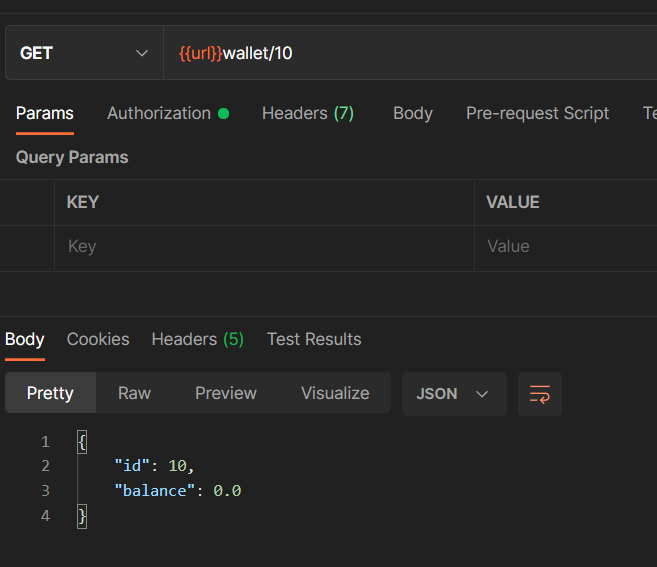 GET {{url}}wallet/10
Params Authorization Headers (7) Body Pre-request Script Te
Query Params
KEY VALUE
Key Value
Body Cookies Headers (5) Test Results
Pretty Raw Preview Visualize JSON
1 {
2 "id": 10,
3 "balance": 0.0
4 }